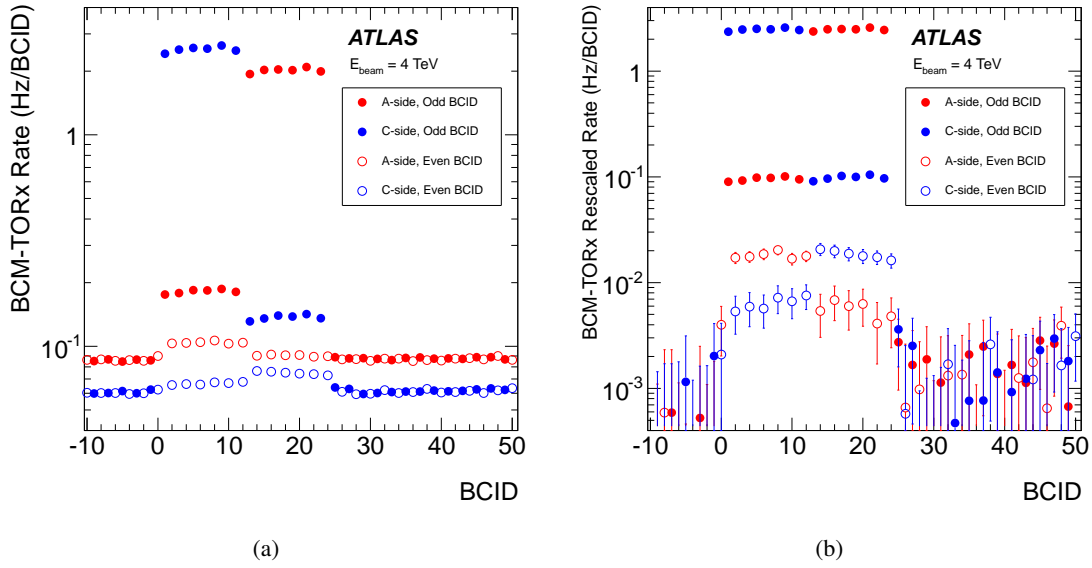 BCM-TORx Rate (Hz/BCID)
1
10^-1
ATLAS
E_beam = 4 TeV
A-side, Odd BCID
C-side, Odd BCID
A-side, Even BCID
C-side, Even BCID
-10 0 10 20 30 40 50
BCID
(a)
BCM-TORx Rescaled Rate (Hz/BCID)
1
10^-1
10^-2
10^-3
ATLAS
E_beam = 4 TeV
A-side, Odd BCID
C-side, Odd BCID
A-side, Even BCID
C-side, Even BCID
-10 0 10 20 30 40 50
BCID
(b)